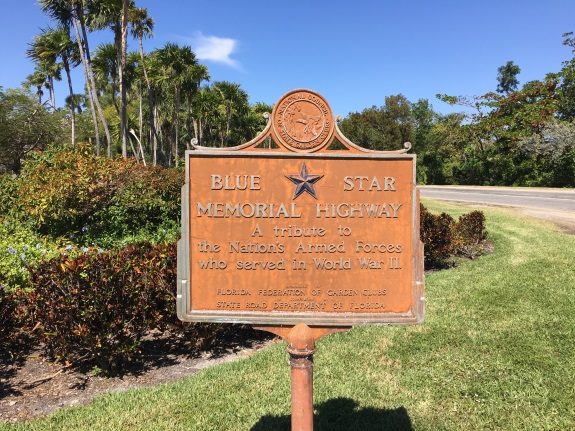 BLUE STAR
MEMORIAL HIGHWAY
A tribute to
the Nation's Armed Forces
who served in World War II.
FLORIDA FEDERATION OF GARDEN CLUBS
STATE ROAD DEPARTMENT OF FLORIDA